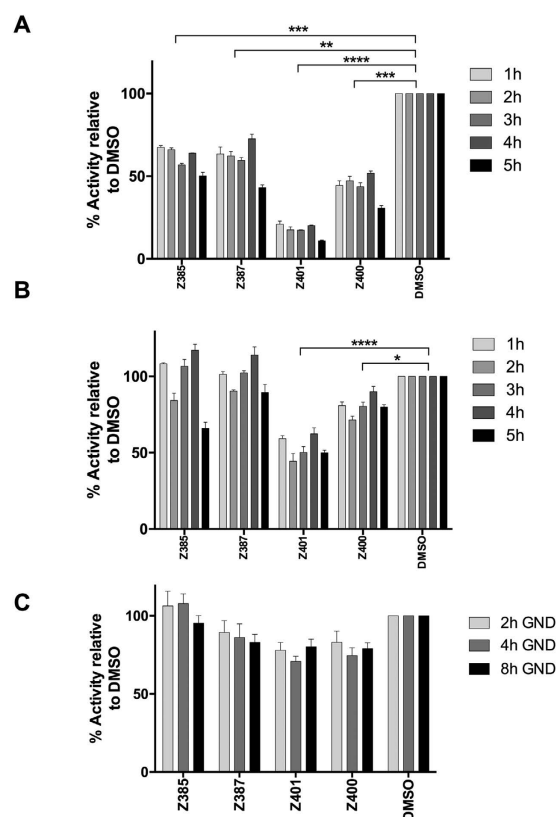 A
***
**
****
***
% Activity relative
to DMSO
100
50
0
Z385
Z387
Z401
Z400
DMSO
1h
2h
3h
4h
5h
B
****
*
% Activity relative
to DMSO
100
50
0
Z385
Z387
Z401
Z400
DMSO
1h
2h
3h
4h
5h
C
% Activity relative
to DMSO
100
50
0
Z385
Z387
Z401
Z400
DMSO
2h GND
4h GND
8h GND